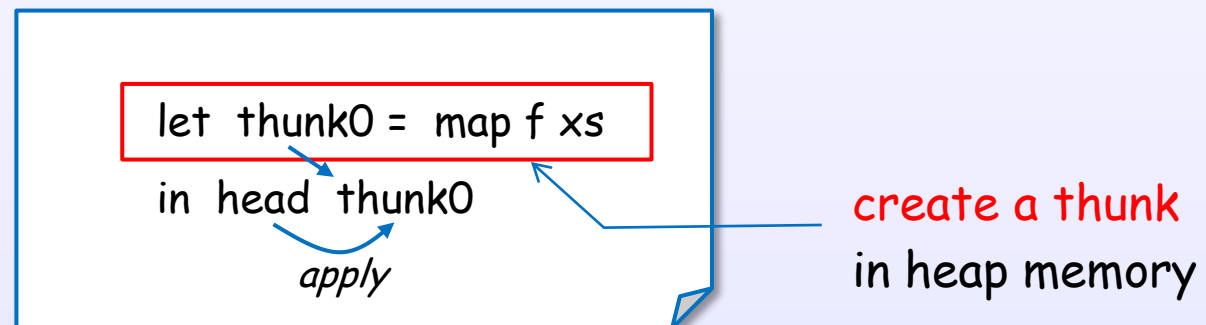 let thunk0 = map f xs
in head thunk0
apply
create a thunk
in heap memory